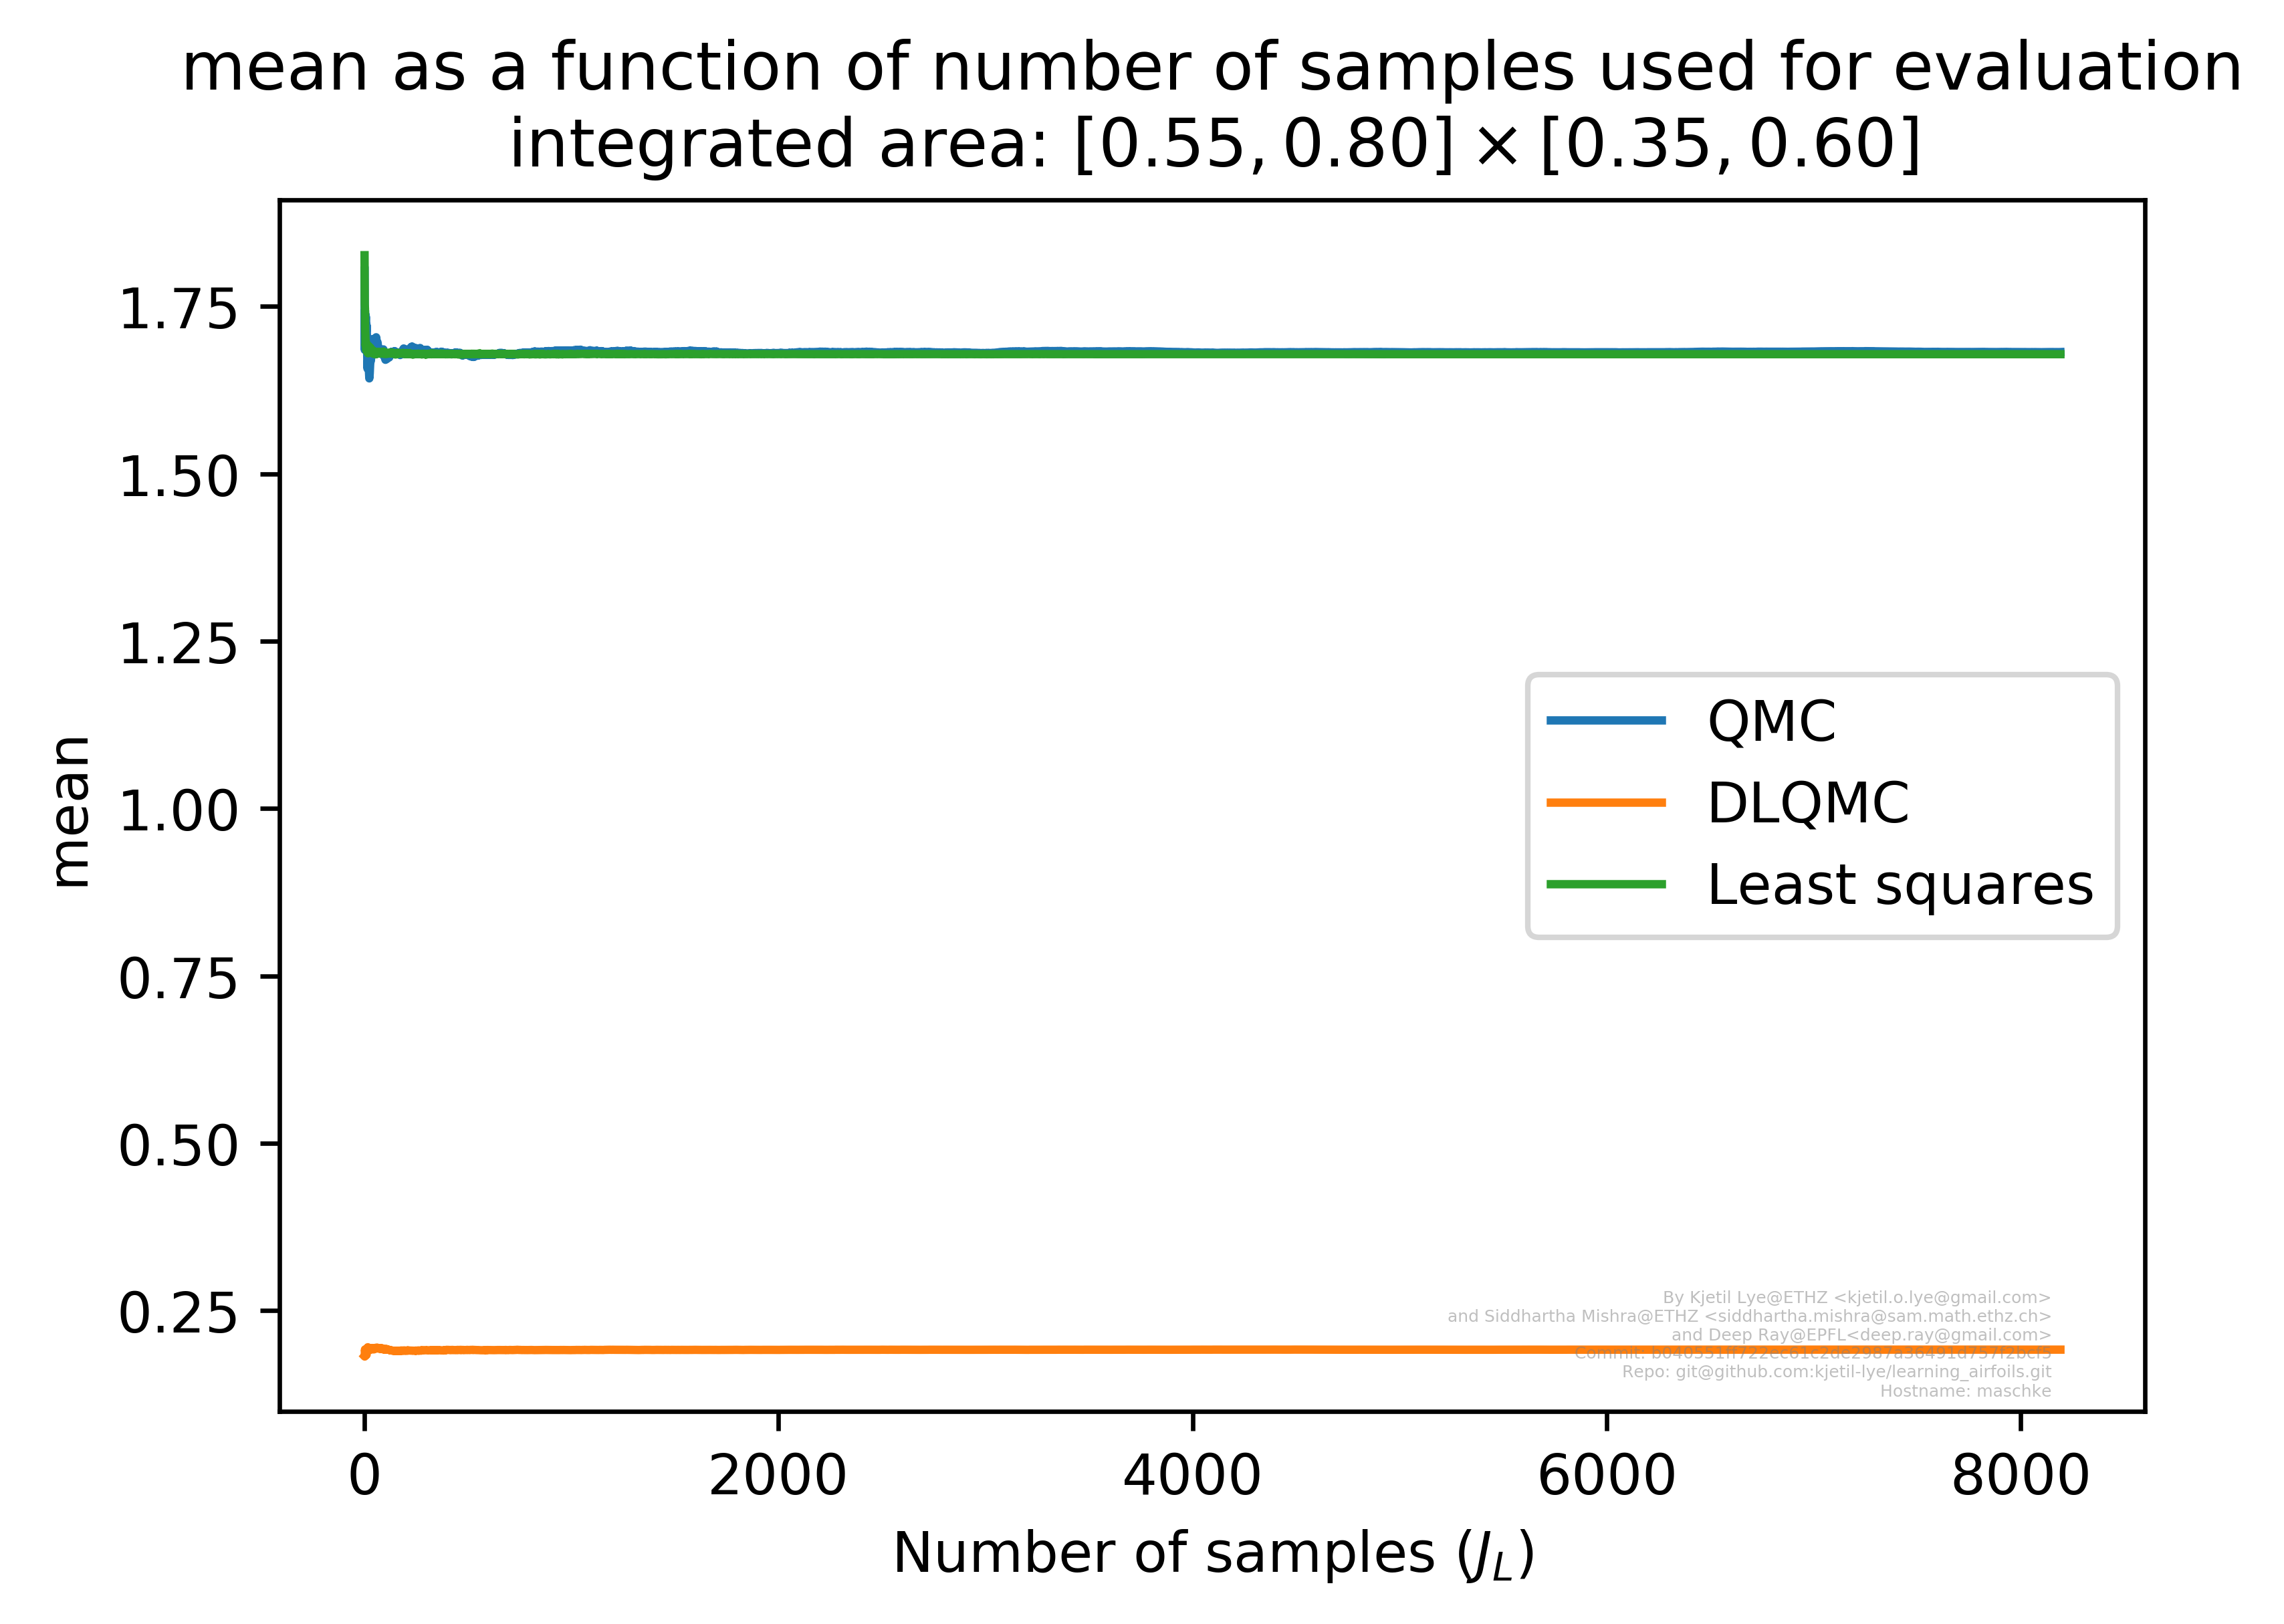 mean as a function of number of samples used for evaluation
integrated area: [0.55, 0.80] × [0.35, 0.60]
mean
1.75
1.50
1.25
1.00
0.75
0.50
0.25
QMC
DLQMC
Least squares
By Kjetil Lye@ETHZ <kjetil.o.lye@gmail.com>
and Siddhartha Mishra@ETHZ <siddhartha.mishra@sam.math.ethz.ch>
and Deep Ray@EPFL<deep.ray@gmail.com>
Commit:
Repo: git@github.com:kjetil-lye/learning_airfoils.git
Hostname: maschke
0 2000 4000 6000 8000
Number of samples (J_L)